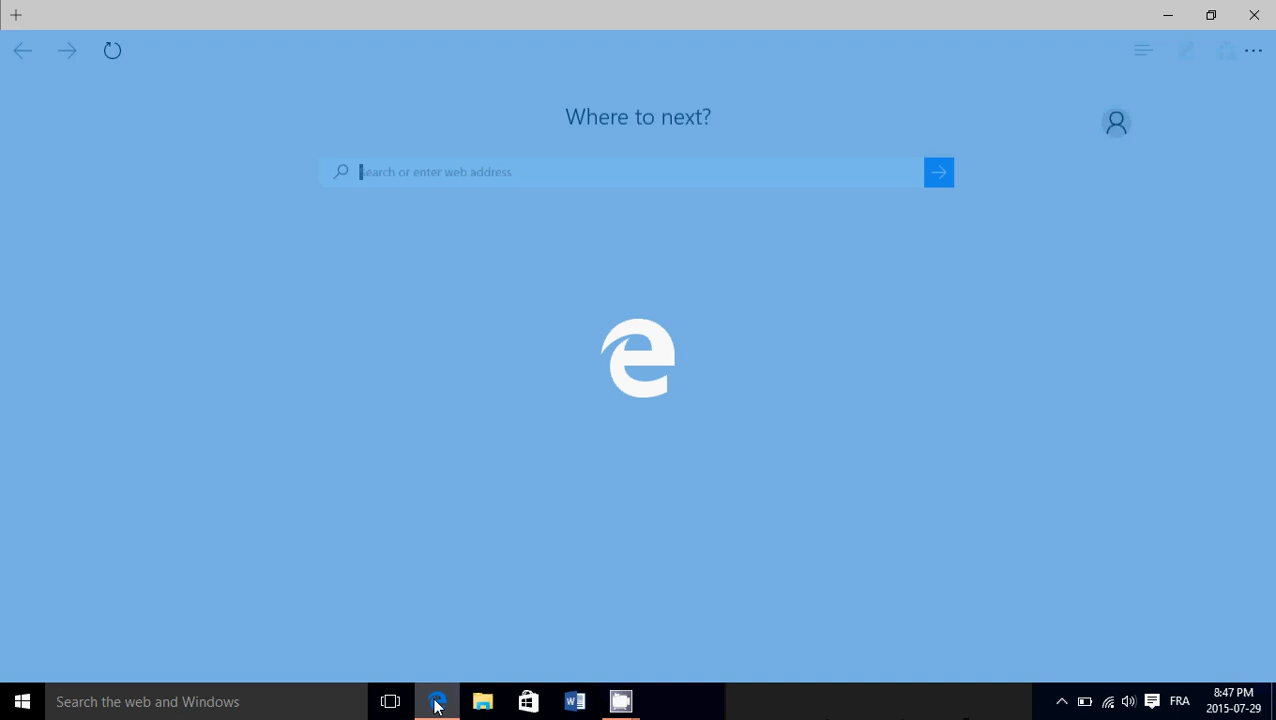 Where to next?
Search or enter web address
Search the web and Windows
FRA
8:47 PM
2015-07-29